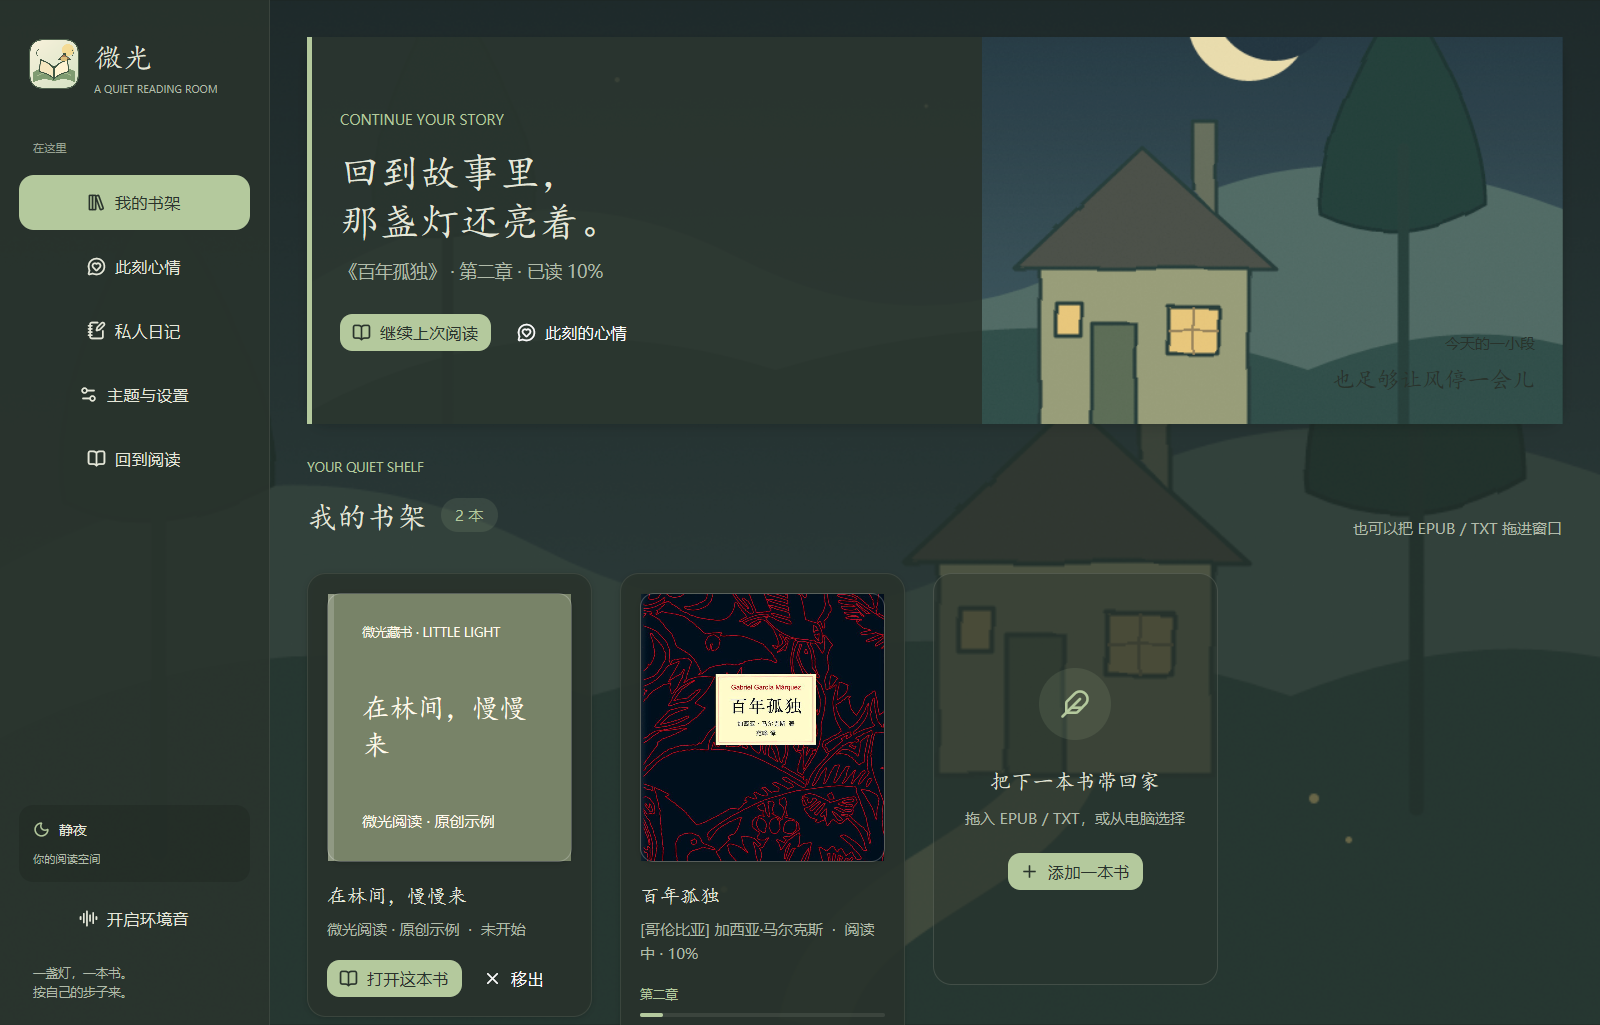 微光
A QUIET READING ROOM
在这里
我的书架
此刻心情
私人日记
主题与设置
回到阅读
静夜
你的阅读空间
开启环境音
一盏灯，一本书。
按自己的步子来。
CONTINUE YOUR STORY
回到故事里，
那盏灯还亮着。
《百年孤独》 · 第二章 · 已读 10%
继续上次阅读
此刻的心情
今天的一小段
也足够让风停一会儿
YOUR QUIET SHELF
我的书架
2 本
也可以把 EPUB / TXT 拖进窗口
微光藏书 · LITTLE LIGHT
在林间，慢慢
来
微光阅读 · 原创示例
在林间，慢慢来
微光阅读 · 原创示例 · 未开始
打开这本书
移出
Gabriel García Márquez
百年孤独
加西亚·马尔克斯 著
范晔 译
百年孤独
[哥伦比亚] 加西亚·马尔克斯 · 阅读
中 · 10%
第二章
把下一本书带回家
拖入 EPUB / TXT，或从电脑选择
添加一本书